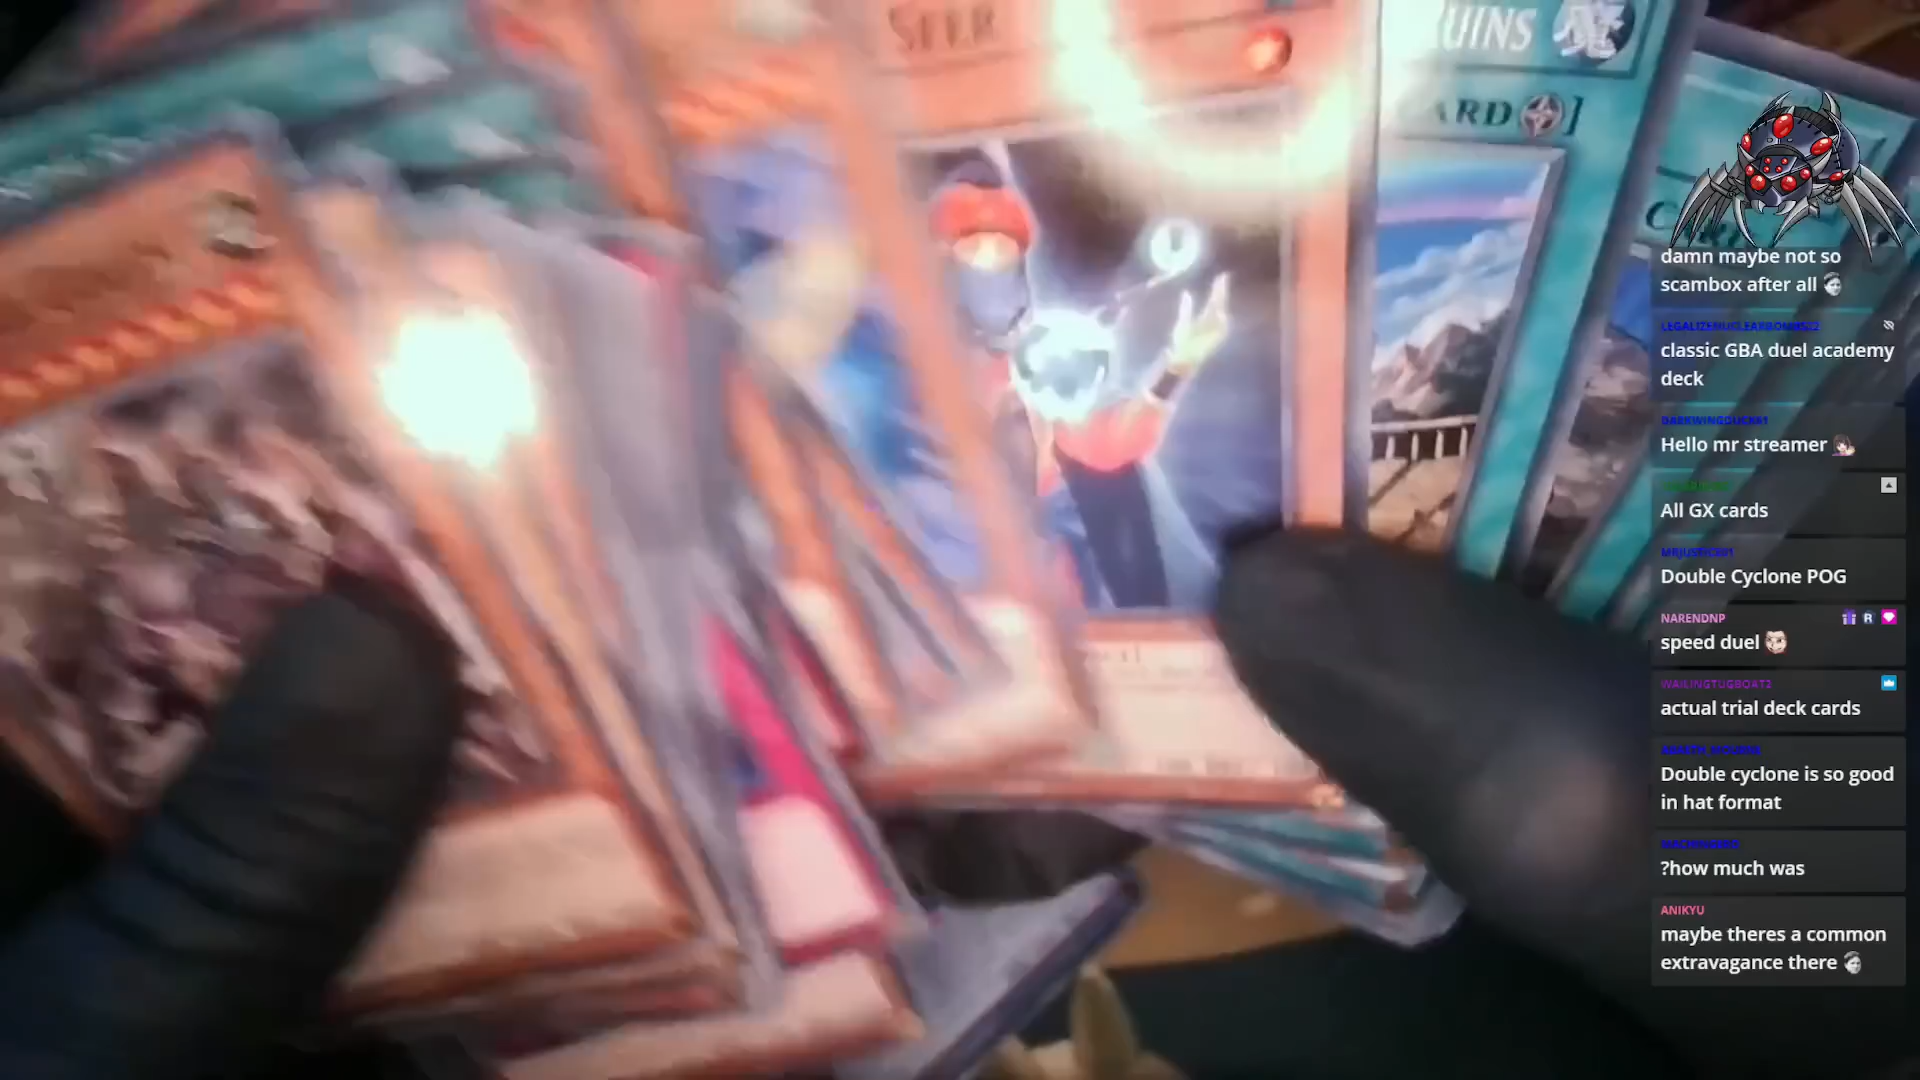 SEER
UINS
ARD
damn maybe not so
scambox after all
classic GBA duel academy
deck
DARKWINGDUCK61
Hello mr streamer
All GX cards
Double Cyclone POG
NARENDNP
speed duel
WAILINGTUGBOAT2
actual trial deck cards
Double cyclone is so good
in hat format
?how much was
ANIKYU
maybe theres a common
extravagance there